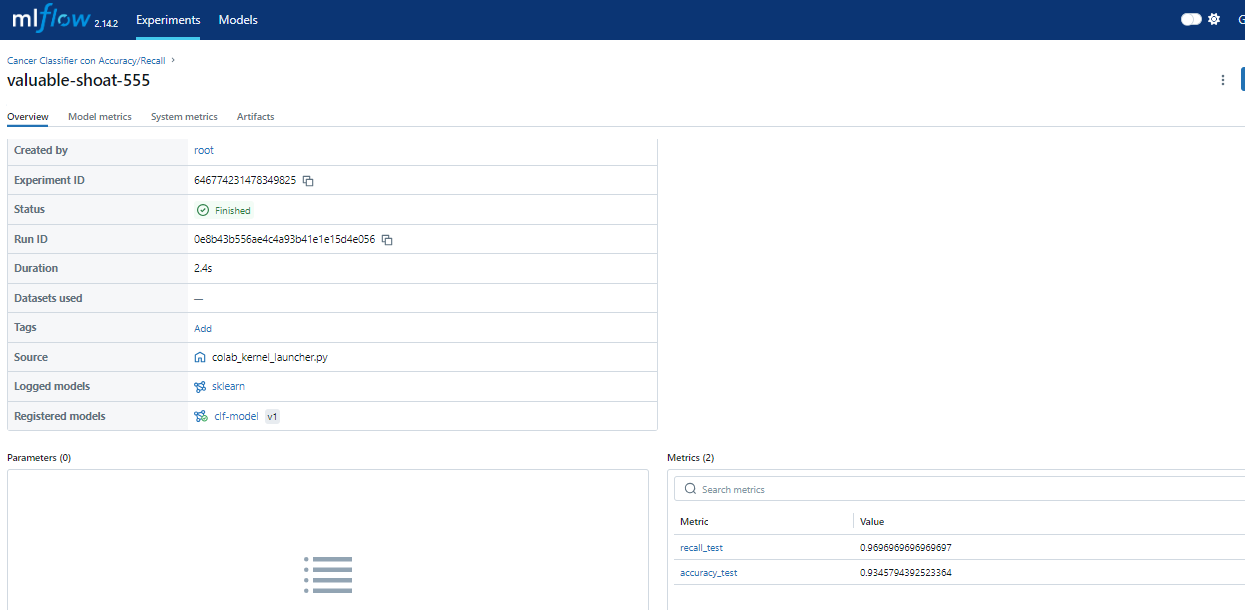 mlflow 2.14.2 Experiments Models
Cancer Classifier con Accuracy/Recall
valuable-shoat-555
Overview Model metrics System metrics Artifacts
Created by root
Experiment ID 646774231478349825
Status Finished
Run ID 0e8b43b556ae4c4a93b41e1e15d4e056
Duration 2.4s
Datasets used —
Tags Add
Source colab_kernel_launcher.py
Logged models sklearn
Registered models clf-model v1
Parameters (0)
Metrics (2)
Search metrics
Metric Value
recall_test 0.9696969696969697
accuracy_test 0.9345794392523364